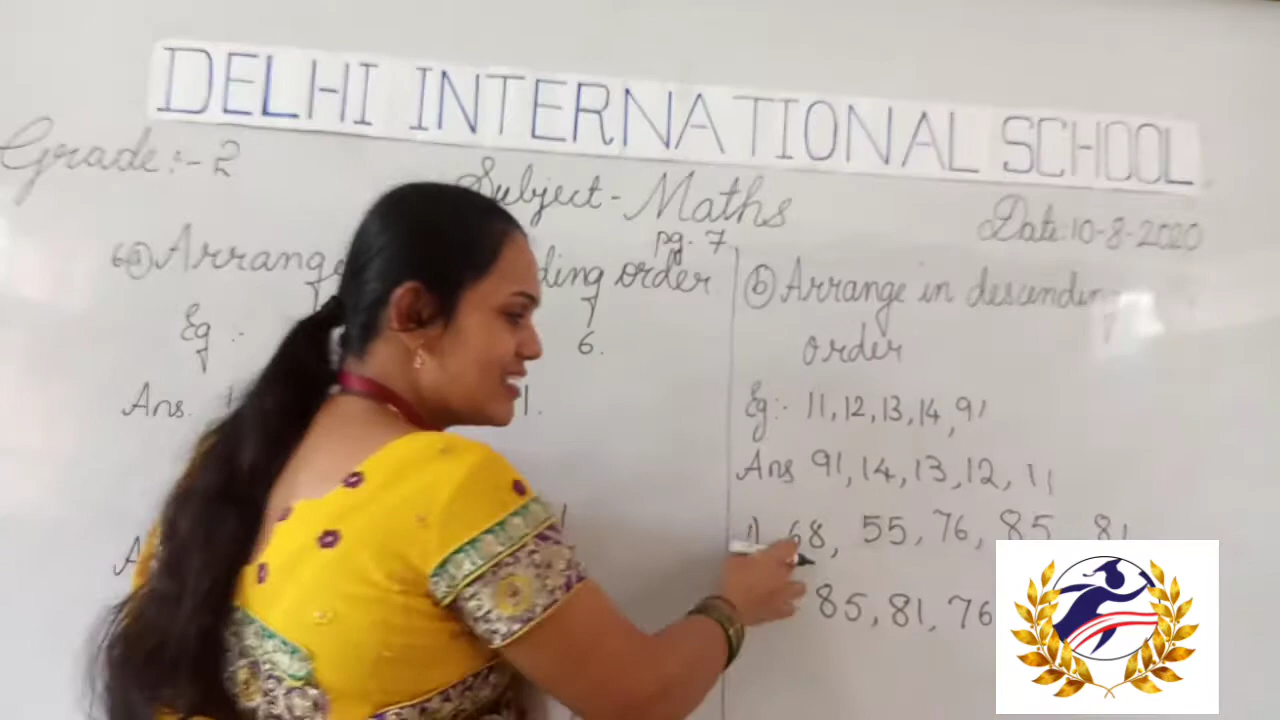 DELHI INTERNATIONAL SCHOOL
Grade:-2
Subject-Maths
Date:10-8-2020
pg. 7
6(a) Arrange order
6.
Eg :-
Ans.
(b) Arrange in descending
order
Eg:- 11,12,13,14,91
Ans 91,14,13,12,11
1) 68, 55,76,85 81
85,81,76